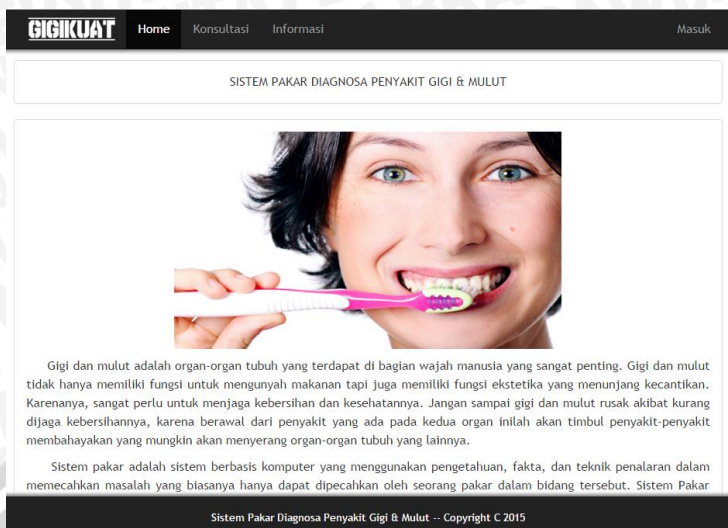 GIGIKUAT Home Konsultasi Informasi Masuk
SISTEM PAKAR DIAGNOSA PENYAKIT GIGI & MULUT
Gigi dan mulut adalah organ-organ tubuh yang terdapat di bagian wajah manusia yang sangat penting. Gigi dan mulut
tidak hanya memiliki fungsi untuk mengunyah makanan tapi juga memiliki fungsi ekstetika yang menunjang kecantikan.
Karenanya, sangat perlu untuk menjaga kebersihan dan kesehatannya. Jangan sampai gigi dan mulut rusak akibat kurang
dijaga kebersihannya, karena berawal dari penyakit yang ada pada kedua organ inilah akan timbul penyakit-penyakit
membahayakan yang mungkin akan menyerang organ-organ tubuh yang lainnya.
Sistem pakar adalah sistem berbasis komputer yang menggunakan pengetahuan, fakta, dan teknik penalaran dalam
memecahkan masalah yang biasanya hanya dapat dipecahkan oleh seorang pakar dalam bidang tersebut. Sistem Pakar
Sistem Pakar Diagnosa Penyakit Gigi & Mulut -- Copyright C 2015